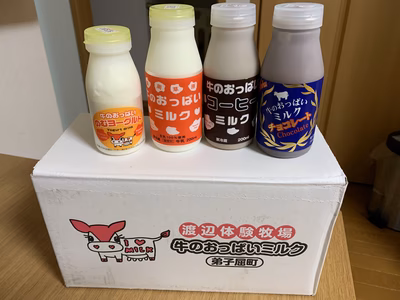 牛のおっぱい
のむヨーグルト
牛のおっぱい
ミルク
牛のおっぱい
コーヒー
ミルク
200ml
牛のおっぱい
ミルク
チョコレート
Chocolate
I ♥
MILK
渡辺体験牧場
牛のおっぱいミルク
弟子屈町